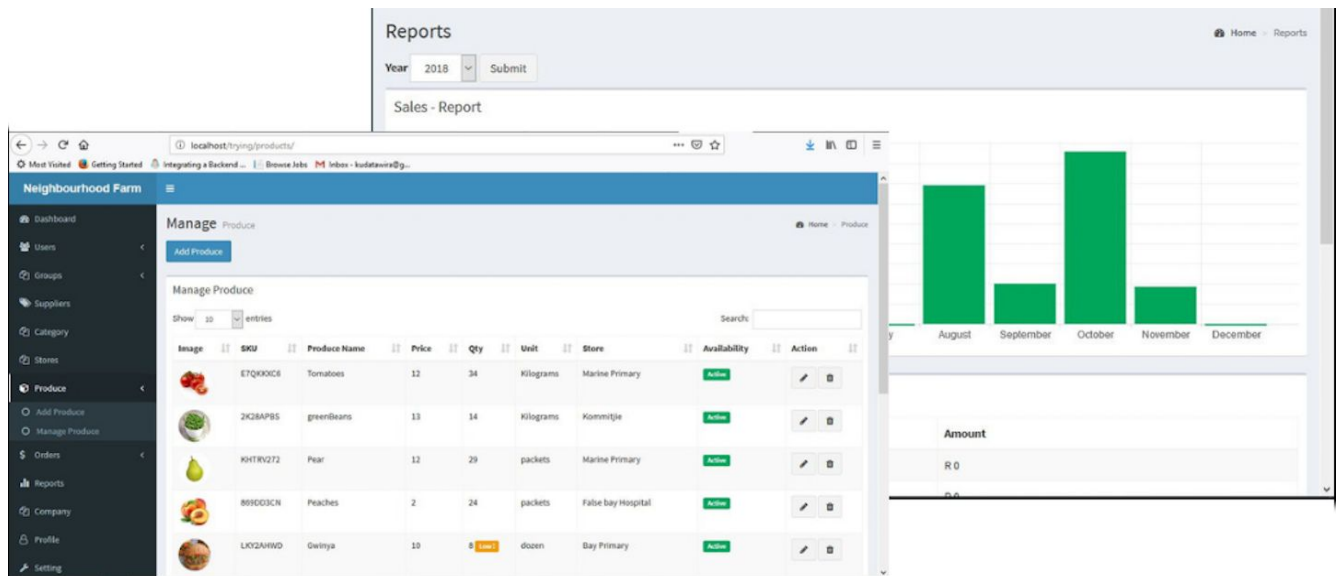 Reports
Home > Reports
Year 2018 Submit
Sales - Report
localhost/trying/products/
Most Visited Getting Started Integrating a Backend ... Browse Jobs Inbox - kudatawira@g...
Neighbourhood Farm
Dashboard
Users
Groups
Suppliers
Category
Stores
Produce
Add Produce
Manage Produce
Orders
Reports
Company
Profile
Setting
Manage Produce
Home > Produce
Add Produce
Manage Produce
Show 10 entries
Search:
Image SKU Produce Name Price Qty Unit Store Availability Action
E7QKKXC6 Tomatoes 12 34 Kilograms Marine Primary Active
2K28APBS greenBeans 13 14 Kilograms Kommitjie Active
KHTRV272 Pear 12 29 packets Marine Primary Active
869DD3CN Peaches 2 24 packets False bay Hospital Active
LKY2AHWD Gwinya 10 8 Low ! dozen Bay Primary Active
y August September October November December
Amount
R 0